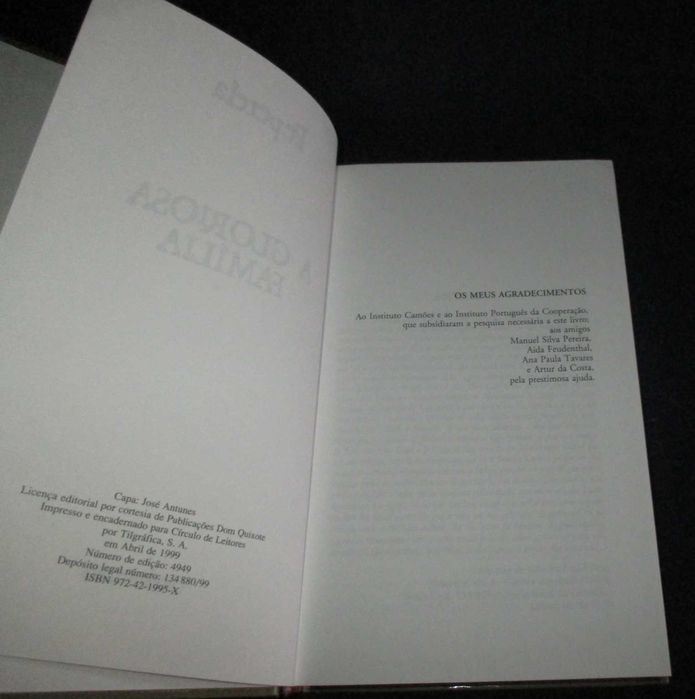 Pepetela
A GLORIOSA
FAMÍLIA
Capa: José Antunes
Licença editorial por cortesia de Publicações Dom Quixote
Impresso e encadernado para Círculo de Leitores
por Tilgráfica, S. A.
em Abril de 1999
Número de edição: 4949
Depósito legal número: 134 880/99
ISBN 972-42-1995-X
OS MEUS AGRADECIMENTOS
Ao Instituto Camões e ao Instituto Português da Cooperação,
que subsidiaram a pesquisa necessária a este livro;
aos amigos
Manuel Silva Pereira,
Aida Feudenthal,
Ana Paula Tavares
e Artur da Costa,
pela prestimosa ajuda.